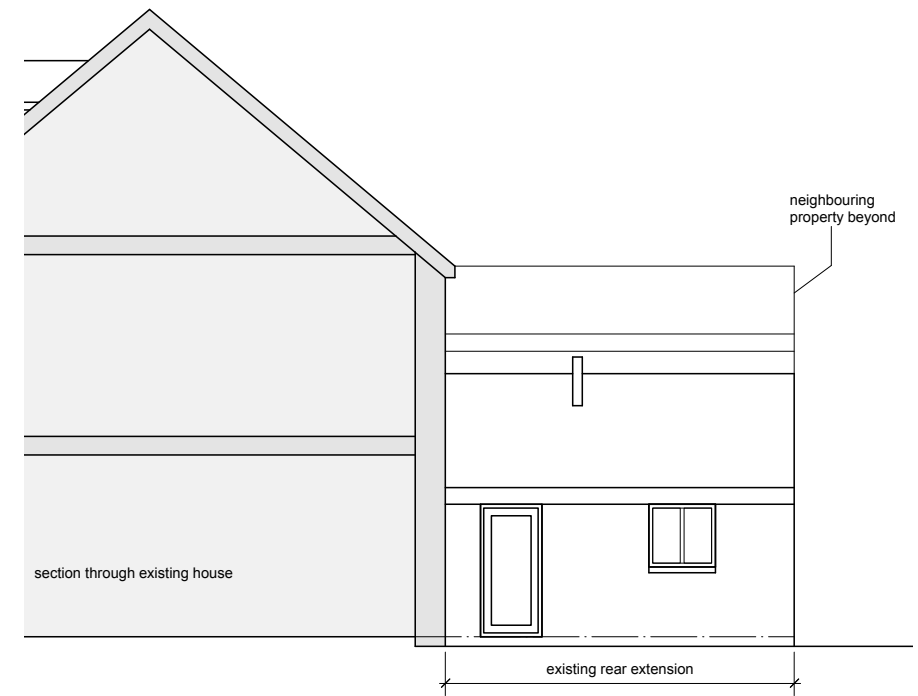 neighbouring
property beyond
section through existing house
existing rear extension